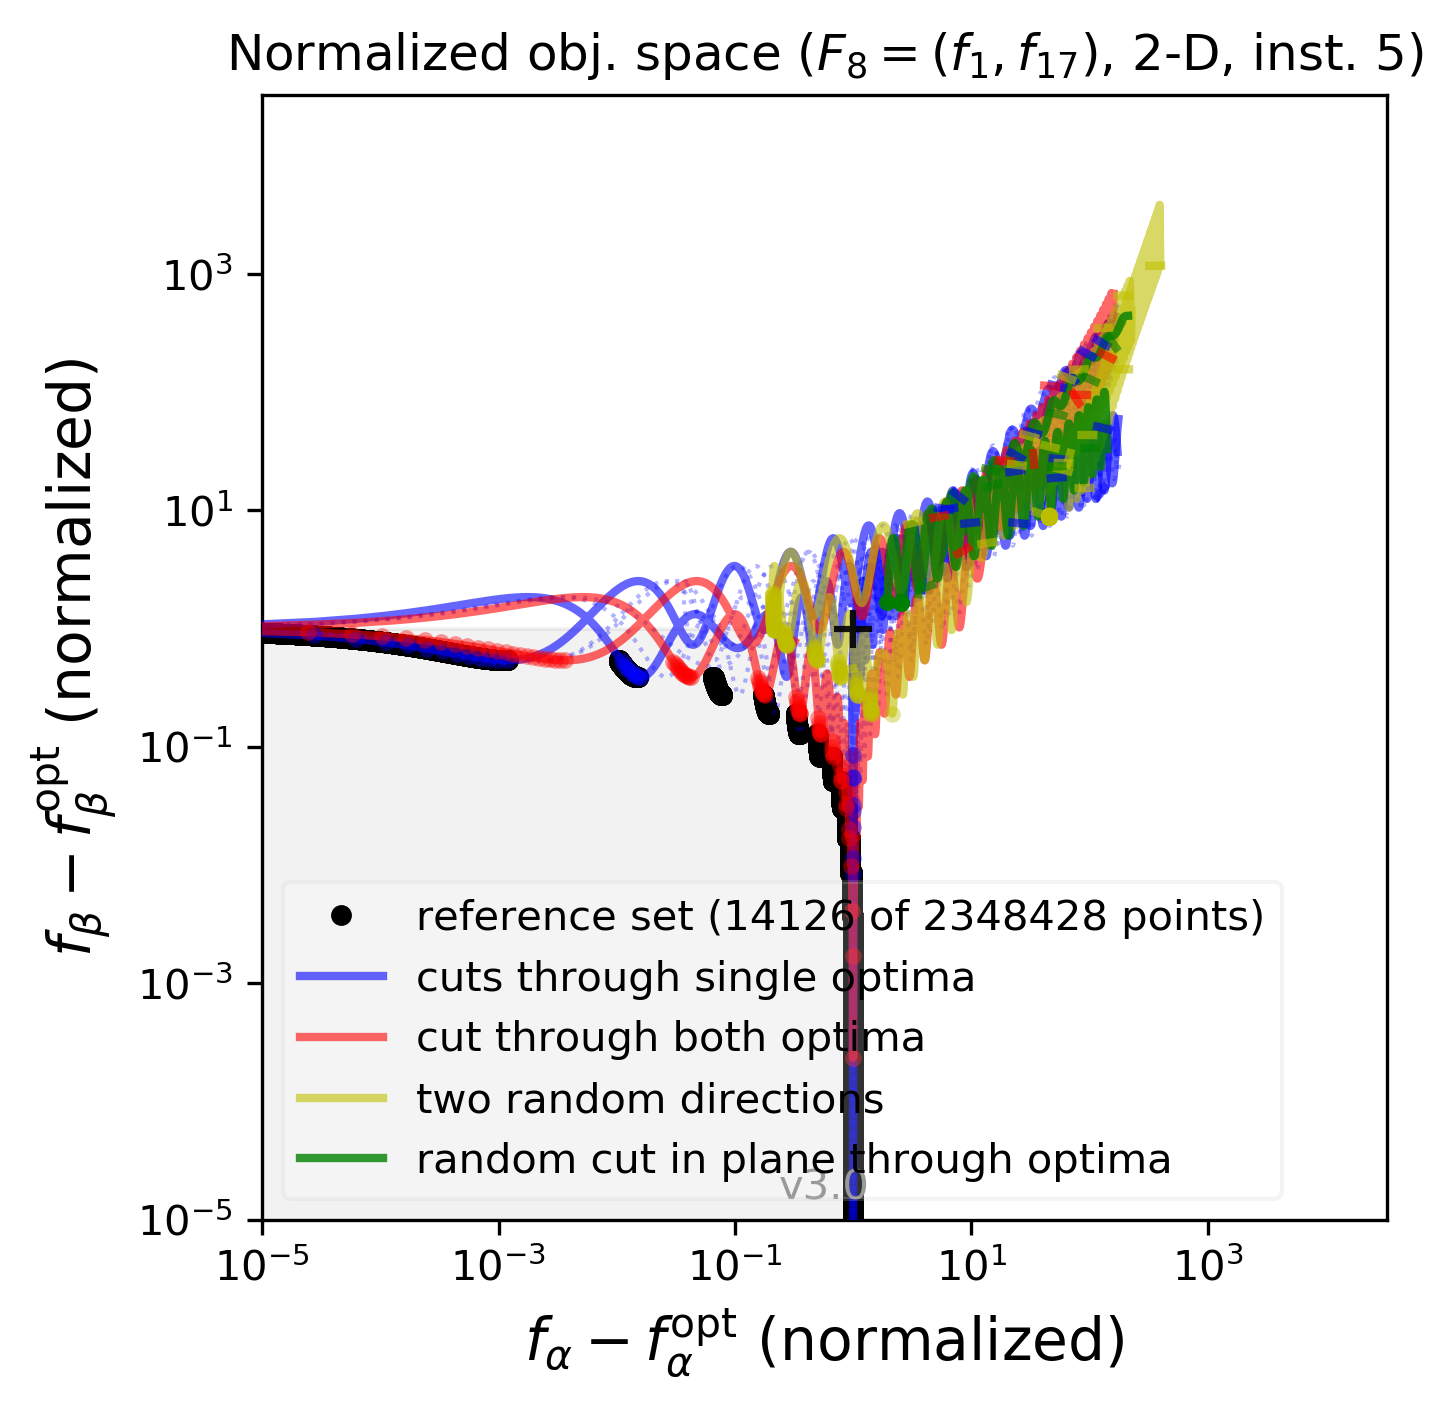 Normalized obj. space (F₈ = (f₁, f₁₇), 2-D, inst. 5)
f_β − f_β^opt (normalized)
10³
10¹
10⁻¹
10⁻³
10⁻⁵
reference set (14126 of 2348428 points)
cuts through single optima
cut through both optima
two random directions
random cut in plane through optima
v3.0
10⁻⁵ 10⁻³ 10⁻¹ 10¹ 10³
f_α − f_α^opt (normalized)